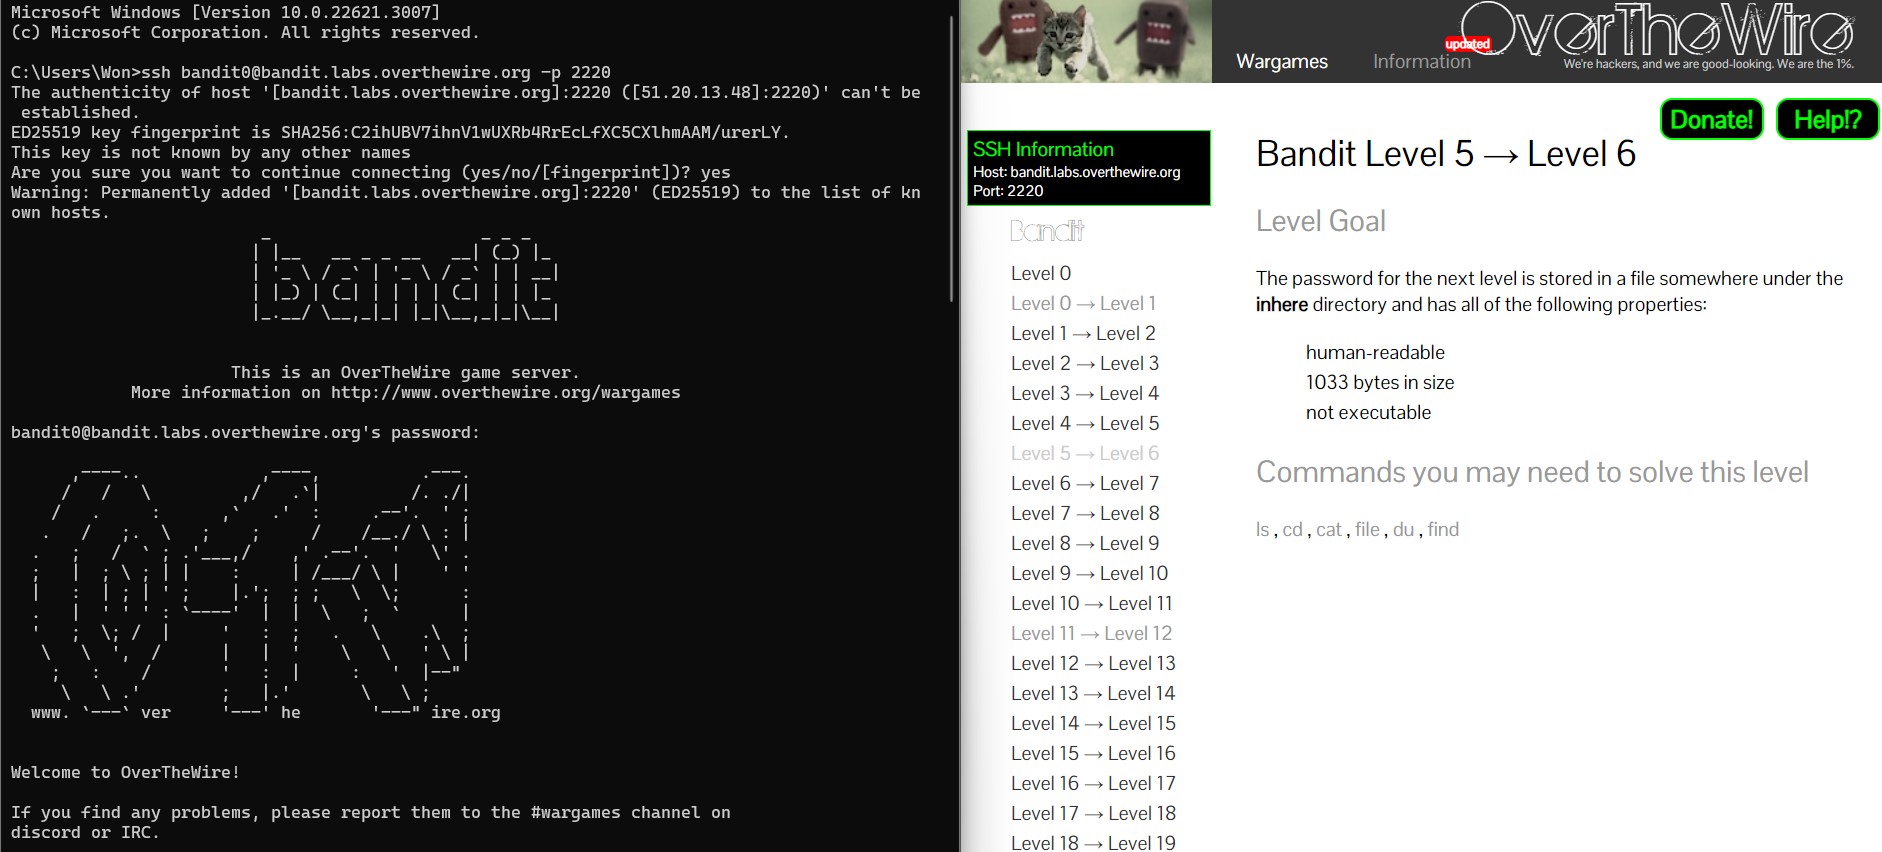 Microsoft Windows [Version 10.0.22621.3007]
(c) Microsoft Corporation. All rights reserved.
C:\Users\Won>ssh bandit0@bandit.labs.overthewire.org -p 2220
The authenticity of host '[bandit.labs.overthewire.org]:2220 ([51.20.13.48]:2220)' can't be
established.
ED25519 key fingerprint is SHA256:C2ihUBV7ihnV1wUXRb4RrEcLfXC5CXlhmAAM/urerLY.
This key is not known by any other names
Are you sure you want to continue connecting (yes/no/[fingerprint])? yes
Warning: Permanently added '[bandit.labs.overthewire.org]:2220' (ED25519) to the list of kn
own hosts.
bandit
This is an OverTheWire game server.
More information on http://www.overthewire.org/wargames
bandit0@bandit.labs.overthewire.org's password:
www. ver he ire.org
Welcome to OverTheWire!
If you find any problems, please report them to the #wargames channel on
discord or IRC.
OverTheWire
We're hackers, and we are good-looking. We are the 1%.
Wargames
Information
updated
Donate!
Help!?
SSH Information
Host: bandit.labs.overthewire.org
Port: 2220
Bandit
Level 0
Level 0 → Level 1
Level 1 → Level 2
Level 2 → Level 3
Level 3 → Level 4
Level 4 → Level 5
Level 5 → Level 6
Level 6 → Level 7
Level 7 → Level 8
Level 8 → Level 9
Level 9 → Level 10
Level 10 → Level 11
Level 11 → Level 12
Level 12 → Level 13
Level 13 → Level 14
Level 14 → Level 15
Level 15 → Level 16
Level 16 → Level 17
Level 17 → Level 18
Level 18 → Level 19
Bandit Level 5 → Level 6
Level Goal
The password for the next level is stored in a file somewhere under the
inhere directory and has all of the following properties:
human-readable
1033 bytes in size
not executable
Commands you may need to solve this level
ls , cd , cat , file , du , find